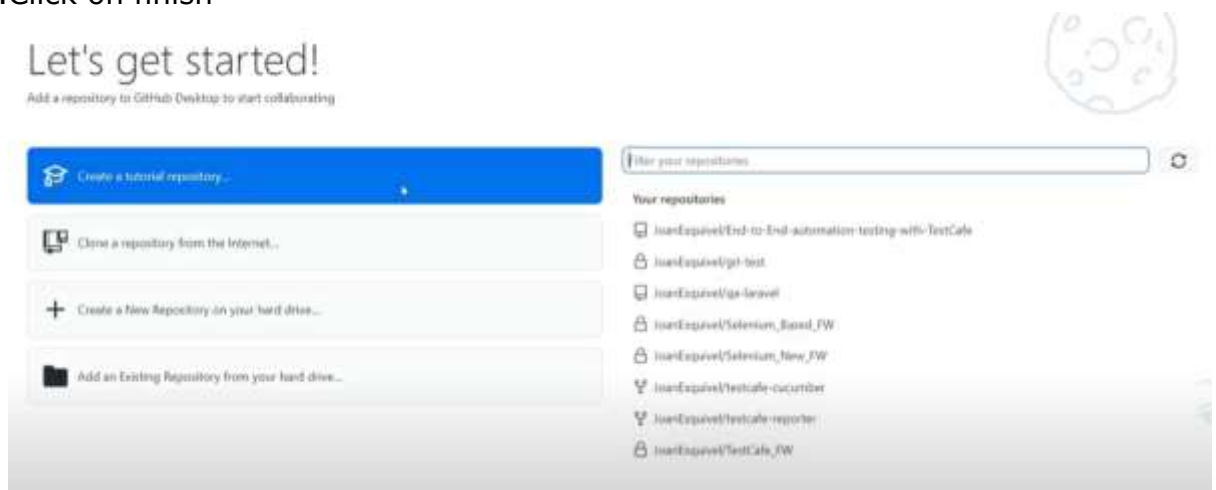 Click on finish
Let's get started!
Add a repository to GitHub Desktop to start collaborating
Create a tutorial repository...
Clone a repository from the Internet...
Create a New Repository on your hard drive...
Add an Existing Repository from your hard drive...
Filter your repositories
Your repositories
JoanEsquivel/End-to-End-automation-testing-with-TestCafe
JoanEsquivel/git-test
JoanEsquivel/qa-laravel
JoanEsquivel/Selenium_Based_FW
JoanEsquivel/Selenium_New_FW
JoanEsquivel/testcafe-cucumber
JoanEsquivel/testcafe-reporter
JoanEsquivel/TestCafe_FW